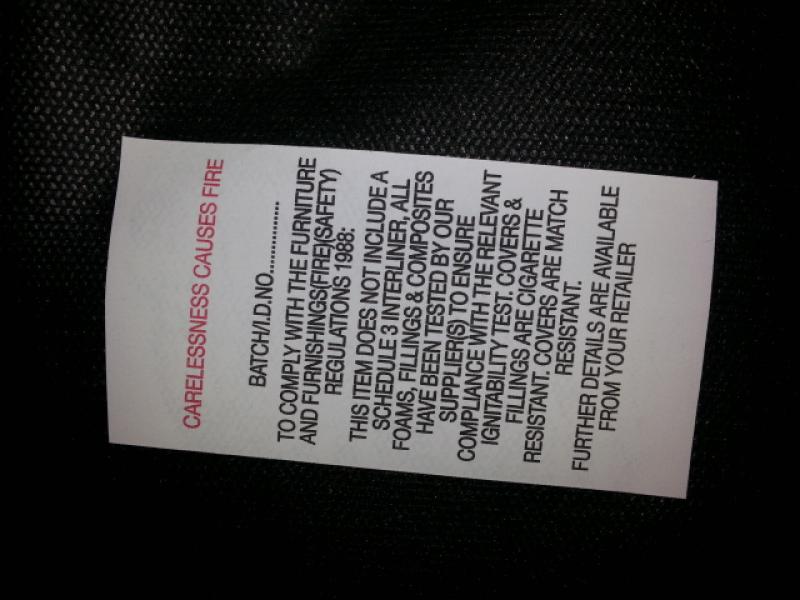 CARELESSNESS CAUSES FIRE
BATCH/I.D.NO................
TO COMPLY WITH THE FURNITURE
AND FURNISHINGS(FIRE)(SAFETY)
REGULATIONS 1988:
THIS ITEM DOES NOT INCLUDE A
SCHEDULE 3 INTERLINER, ALL
FOAMS, FILLINGS & COMPOSITES
HAVE BEEN TESTED BY OUR
SUPPLIER(S) TO ENSURE
COMPLIANCE WITH THE RELEVANT
IGNITABILITY TEST. COVERS &
FILLINGS ARE CIGARETTE
RESISTANT. COVERS ARE MATCH
RESISTANT.
FURTHER DETAILS ARE AVAILABLE
FROM YOUR RETAILER